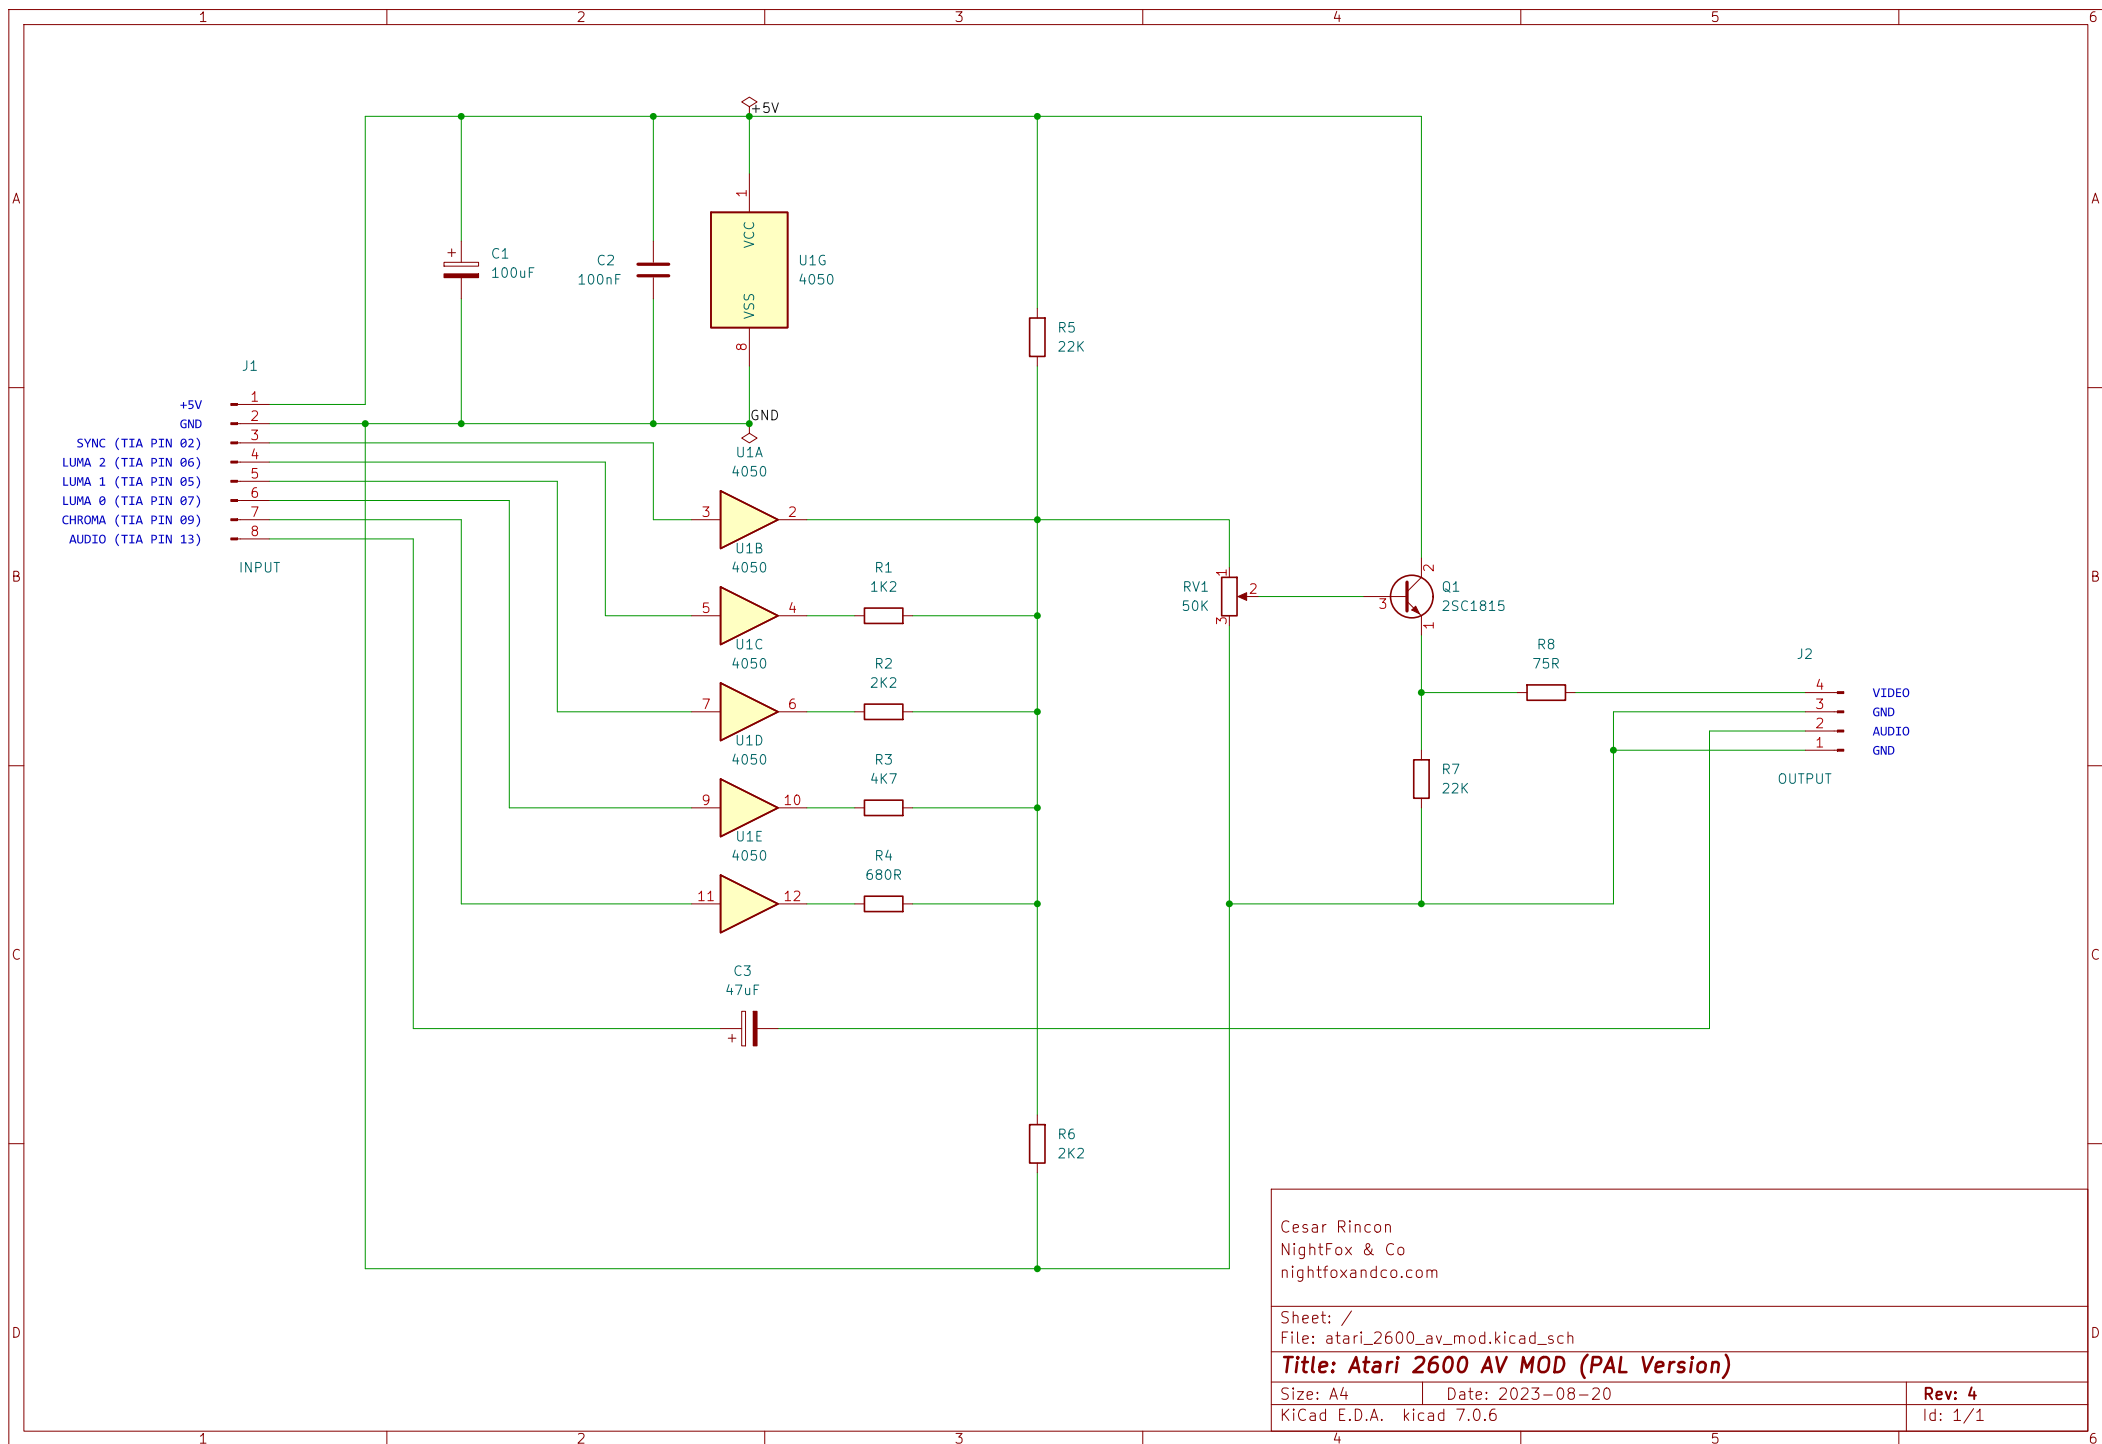 1 2 3 4 5 6
+5V
A A
1
VCC
C1
100uF
+
C2
100nF
U1G
4050
VSS
8
R5
22K
J1
+5V 1
GND 2
SYNC (TIA PIN 02) 3
LUMA 2 (TIA PIN 06) 4
LUMA 1 (TIA PIN 05) 5
LUMA 0 (TIA PIN 07) 6
CHROMA (TIA PIN 09) 7
AUDIO (TIA PIN 13) 8
INPUT
GND
U1A
4050
3 2
U1B
4050
5 4
R1
1K2
U1C
4050
7 6
R2
2K2
U1D
4050
9 10
R3
4K7
U1E
4050
11 12
R4
680R
B B
RV1
50K
1
2
3
Q1
2SC1815
2
3
1
R8
75R
J2
4 VIDEO
3 GND
2 AUDIO
1 GND
OUTPUT
R7
22K
C C
C3
47uF
+
R6
2K2
Cesar Rincon
NightFox & Co
nightfoxandco.com
Sheet: /
File: atari_2600_av_mod.kicad_sch
D D
Title: Atari 2600 AV MOD (PAL Version)
Size: A4 Date: 2023-08-20 Rev: 4
KiCad E.D.A. kicad 7.0.6 Id: 1/1
1 2 3 4 5 6